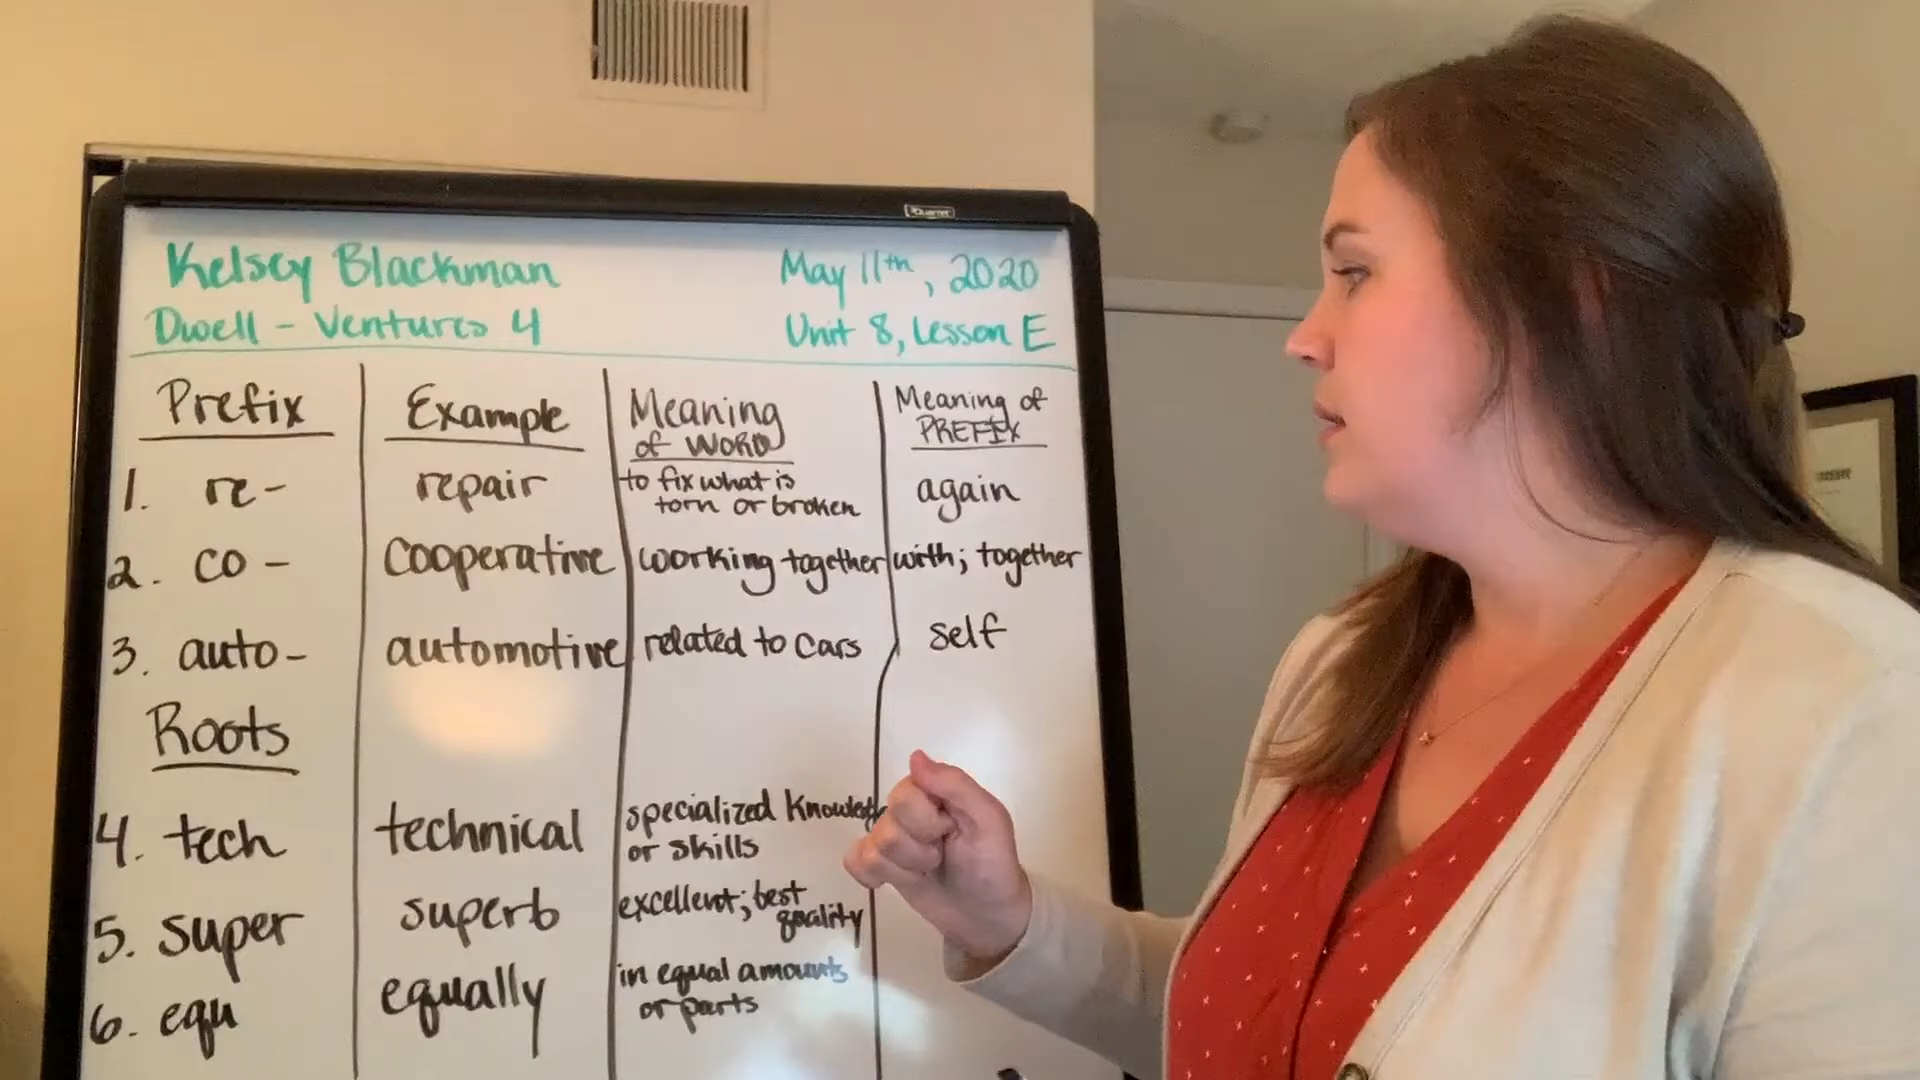 Quartet
Kelsey Blackman
May 11th, 2020
Dwell - Ventures 4
Unit 8, Lesson E
Prefix
Example
Meaning
of WORD
Meaning of
PREFIX
1. re-
repair
to fix what is
torn or broken
again
2. co-
cooperative
working together
with; together
3. auto-
automotive
related to cars
self
Roots
4. tech
technical
specialized
or skills
5. super
superb
excellent; best
quality
6. equ
equally
in equal amounts
or parts